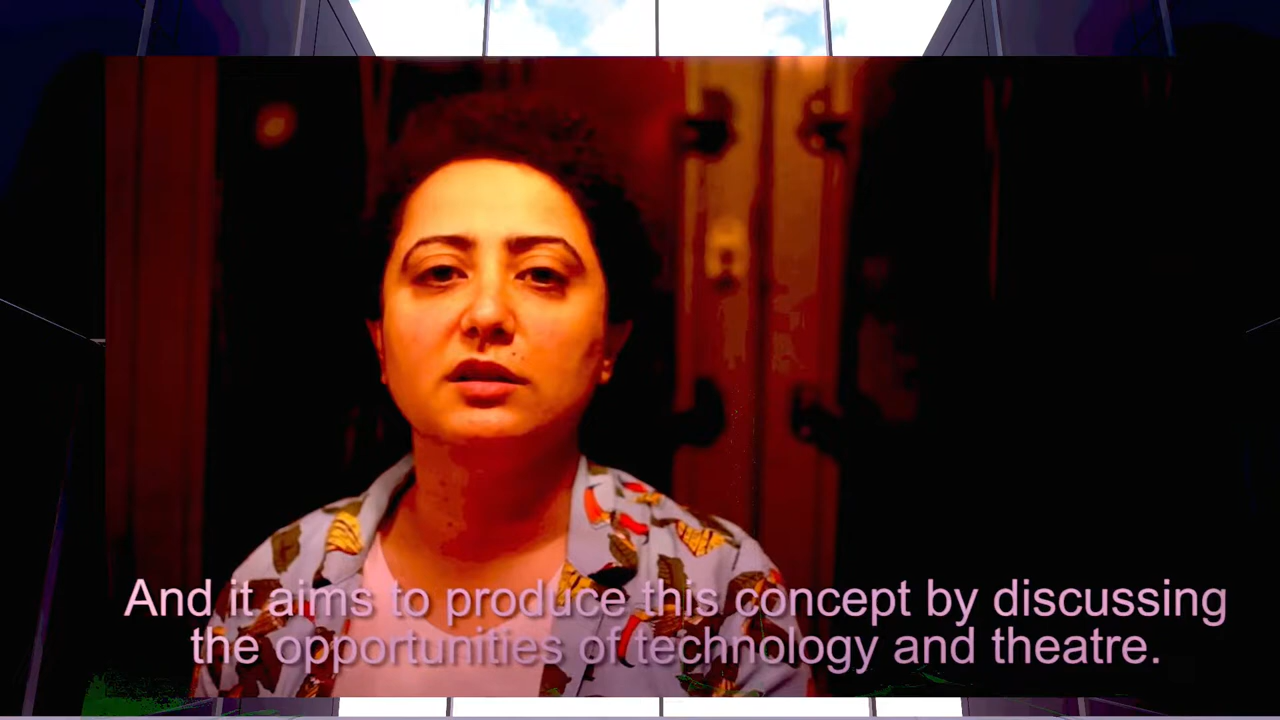 And it aims to produce this concept by discussing
the opportunities of technology and theatre.